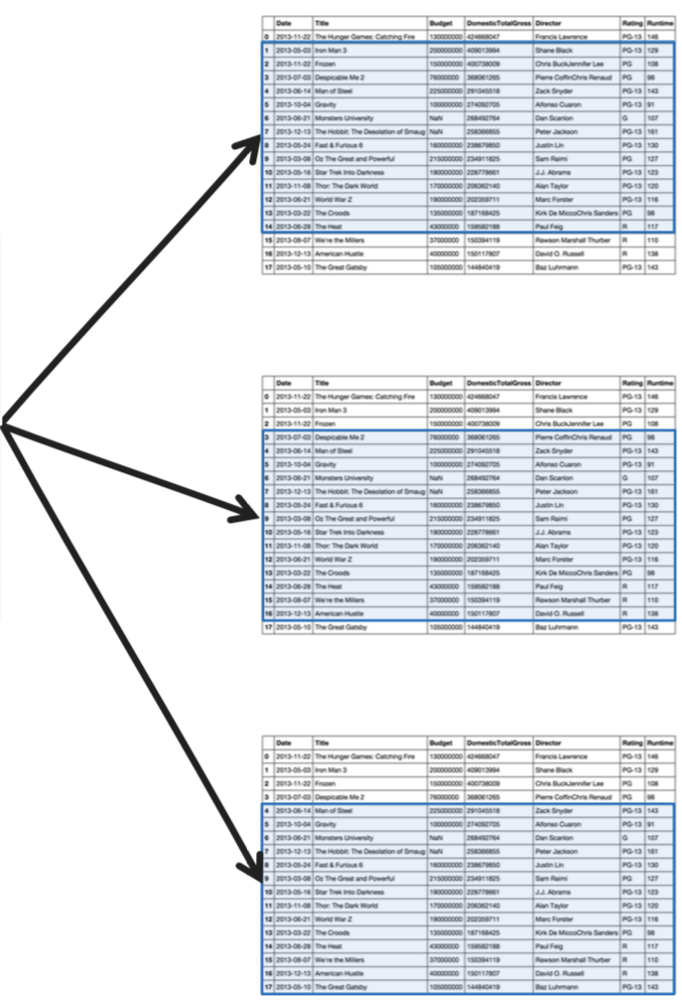 Date Title Budget DomesticTotalGross Director Rating Runtime
0 2013-11-22 The Hunger Games: Catching Fire 130000000 424668047 Francis Lawrence PG-13 146
1 2013-05-03 Iron Man 3 200000000 409013994 Shane Black PG-13 129
2 2013-11-22 Frozen 150000000 400738009 Chris BuckJennifer Lee PG 108
3 2013-07-03 Despicable Me 2 76000000 368061265 Pierre CoffinChris Renaud PG 98
4 2013-06-14 Man of Steel 225000000 291045518 Zack Snyder PG-13 143
5 2013-10-04 Gravity 100000000 274092705 Alfonso Cuaron PG-13 91
6 2013-06-21 Monsters University NaN 268492764 Dan Scanlon G 107
7 2013-12-13 The Hobbit: The Desolation of Smaug NaN 258366855 Peter Jackson PG-13 161
8 2013-05-24 Fast & Furious 6 160000000 238679850 Justin Lin PG-13 130
9 2013-03-08 Oz The Great and Powerful 215000000 234911825 Sam Raimi PG 127
10 2013-05-16 Star Trek Into Darkness 190000000 228778661 J.J. Abrams PG-13 123
11 2013-11-08 Thor: The Dark World 170000000 206362140 Alan Taylor PG-13 120
12 2013-06-21 World War Z 190000000 202359711 Marc Forster PG-13 116
13 2013-03-22 The Croods 135000000 187168425 Kirk De MiccoChris Sanders PG 98
14 2013-06-28 The Heat 43000000 159582188 Paul Feig R 117
15 2013-08-07 We're the Millers 37000000 150394119 Rawson Marshall Thurber R 110
16 2013-12-13 American Hustle 40000000 150117807 David O. Russell R 138
17 2013-05-10 The Great Gatsby 105000000 144840419 Baz Luhrmann PG-13 143
Date Title Budget DomesticTotalGross Director Rating Runtime
0 2013-11-22 The Hunger Games: Catching Fire 130000000 424668047 Francis Lawrence PG-13 146
1 2013-05-03 Iron Man 3 200000000 409013994 Shane Black PG-13 129
2 2013-11-22 Frozen 150000000 400738009 Chris BuckJennifer Lee PG 108
3 2013-07-03 Despicable Me 2 76000000 368061265 Pierre CoffinChris Renaud PG 98
4 2013-06-14 Man of Steel 225000000 291045518 Zack Snyder PG-13 143
5 2013-10-04 Gravity 100000000 274092705 Alfonso Cuaron PG-13 91
6 2013-06-21 Monsters University NaN 268492764 Dan Scanlon G 107
7 2013-12-13 The Hobbit: The Desolation of Smaug NaN 258366855 Peter Jackson PG-13 161
8 2013-05-24 Fast & Furious 6 160000000 238679850 Justin Lin PG-13 130
9 2013-03-08 Oz The Great and Powerful 215000000 234911825 Sam Raimi PG 127
10 2013-05-16 Star Trek Into Darkness 190000000 228778661 J.J. Abrams PG-13 123
11 2013-11-08 Thor: The Dark World 170000000 206362140 Alan Taylor PG-13 120
12 2013-06-21 World War Z 190000000 202359711 Marc Forster PG-13 116
13 2013-03-22 The Croods 135000000 187168425 Kirk De MiccoChris Sanders PG 98
14 2013-06-28 The Heat 43000000 159582188 Paul Feig R 117
15 2013-08-07 We're the Millers 37000000 150394119 Rawson Marshall Thurber R 110
16 2013-12-13 American Hustle 40000000 150117807 David O. Russell R 138
17 2013-05-10 The Great Gatsby 105000000 144840419 Baz Luhrmann PG-13 143
Date Title Budget DomesticTotalGross Director Rating Runtime
0 2013-11-22 The Hunger Games: Catching Fire 130000000 424668047 Francis Lawrence PG-13 146
1 2013-05-03 Iron Man 3 200000000 409013994 Shane Black PG-13 129
2 2013-11-22 Frozen 150000000 400738009 Chris BuckJennifer Lee PG 108
3 2013-07-03 Despicable Me 2 76000000 368061265 Pierre CoffinChris Renaud PG 98
4 2013-06-14 Man of Steel 225000000 291045518 Zack Snyder PG-13 143
5 2013-10-04 Gravity 100000000 274092705 Alfonso Cuaron PG-13 91
6 2013-06-21 Monsters University NaN 268492764 Dan Scanlon G 107
7 2013-12-13 The Hobbit: The Desolation of Smaug NaN 258366855 Peter Jackson PG-13 161
8 2013-05-24 Fast & Furious 6 160000000 238679850 Justin Lin PG-13 130
9 2013-03-08 Oz The Great and Powerful 215000000 234911825 Sam Raimi PG 127
10 2013-05-16 Star Trek Into Darkness 190000000 228778661 J.J. Abrams PG-13 123
11 2013-11-08 Thor: The Dark World 170000000 206362140 Alan Taylor PG-13 120
12 2013-06-21 World War Z 190000000 202359711 Marc Forster PG-13 116
13 2013-03-22 The Croods 135000000 187168425 Kirk De MiccoChris Sanders PG 98
14 2013-06-28 The Heat 43000000 159582188 Paul Feig R 117
15 2013-08-07 We're the Millers 37000000 150394119 Rawson Marshall Thurber R 110
16 2013-12-13 American Hustle 40000000 150117807 David O. Russell R 138
17 2013-05-10 The Great Gatsby 105000000 144840419 Baz Luhrmann PG-13 143